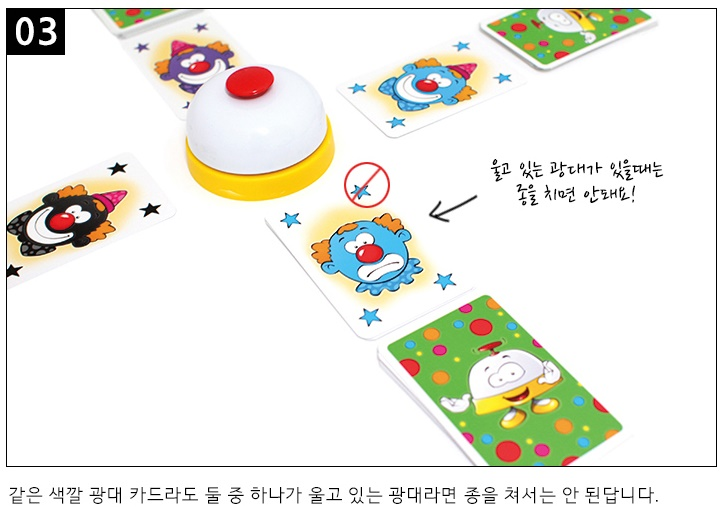 03
울고 있는 광대가 있을때는
종을 치면 안돼요!
같은 색깔 광대 카드라도 둘 중 하나가 울고 있는 광대라면 종을 쳐서는 안 된답니다.